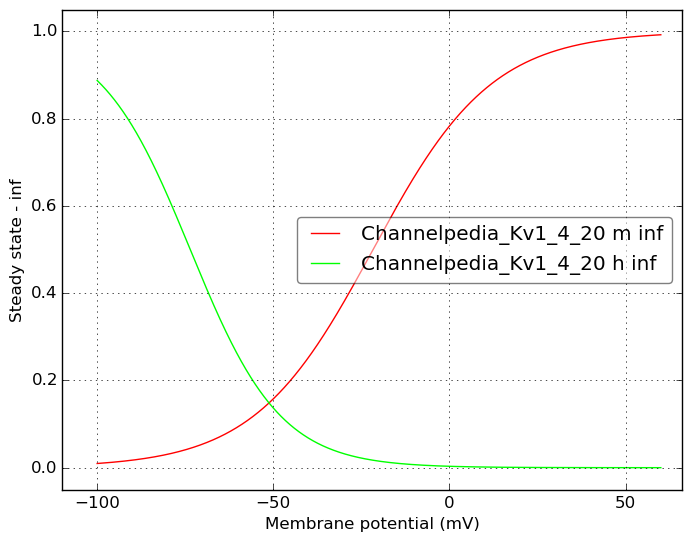 1.0
0.8
0.6
0.4
0.2
0.0
Steady state - inf
Channelpedia_Kv1_4_20 m inf
Channelpedia_Kv1_4_20 h inf
−100
−50
0
50
Membrane potential (mV)